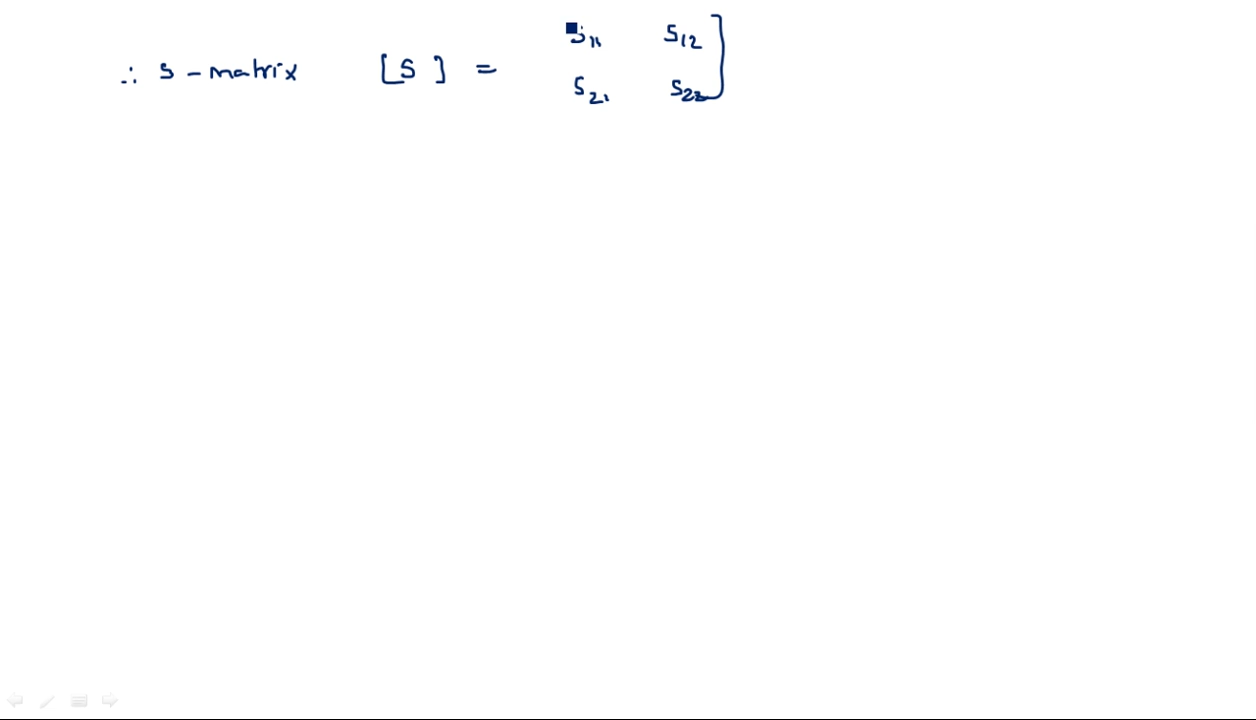 ∴ S - matrix [S] = S11 S12]
S21 S22